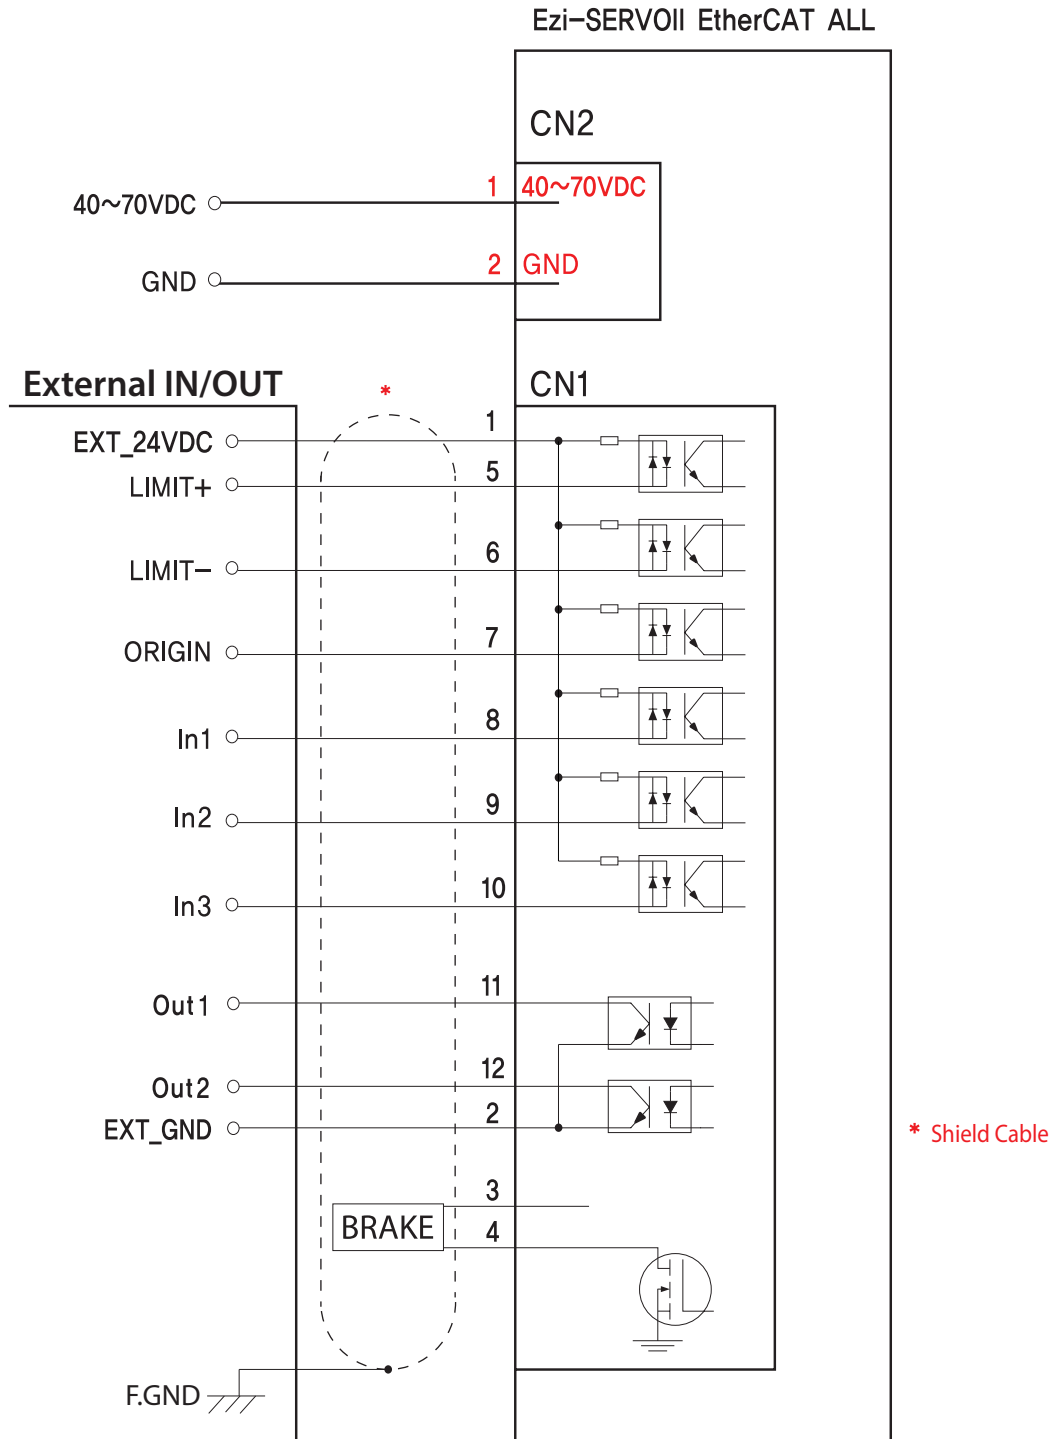 Ezi-SERVOII EtherCAT ALL
CN2
40~70VDC 1 40~70VDC
GND 2 GND
External IN/OUT * CN1
EXT_24VDC 1
LIMIT+ 5
LIMIT- 6
ORIGIN 7
In1 8
In2 9
In3 10
Out1 11
Out2 12
EXT_GND 2
* Shield Cable
3
BRAKE 4
F.GND